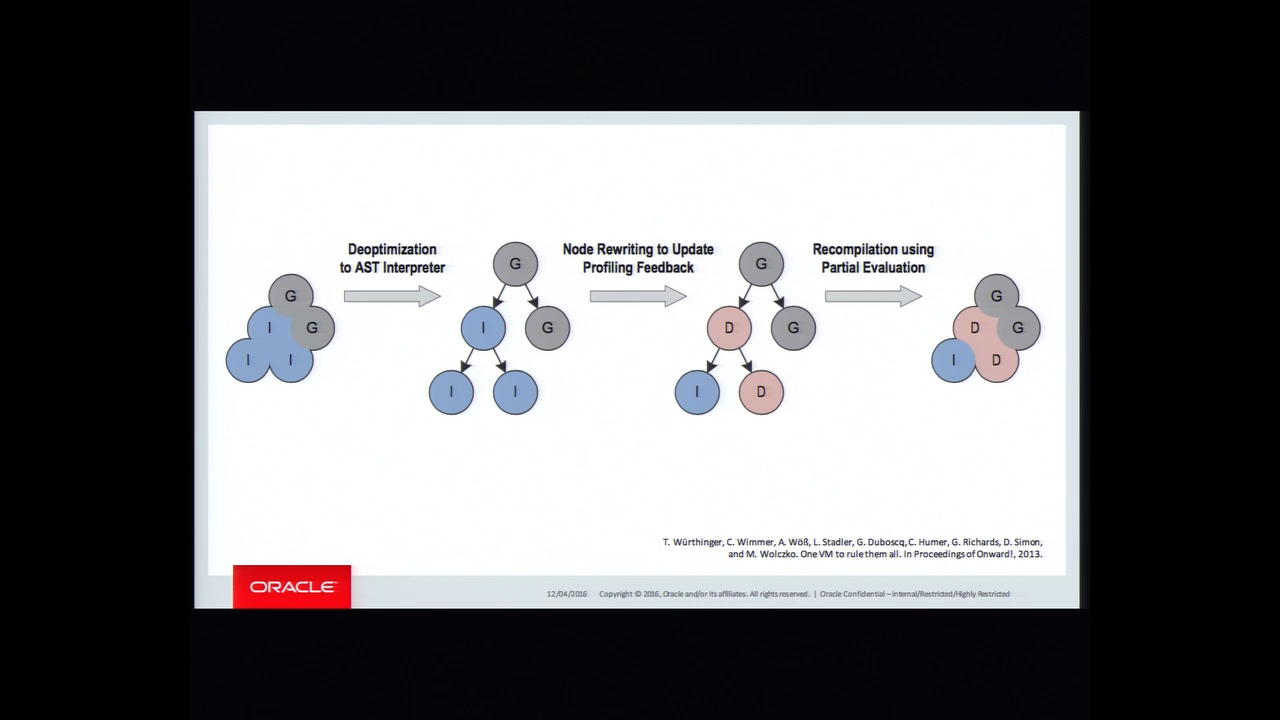 Deoptimization
to AST Interpreter
Node Rewriting to Update
Profiling Feedback
Recompilation using
Partial Evaluation
G
I
G
I
I
G
I
G
I
I
G
D
G
I
D
G
D
G
I
D
T. Würthinger, C. Wimmer, A. Wöß, L. Stadler, G. Duboscq, C. Humer, G. Richards, D. Simon,
and M. Wolczko. One VM to rule them all. In Proceedings of Onward!, 2013.
ORACLE
12/04/2016 Copyright © 2016, Oracle and/or its affiliates. All rights reserved. | Oracle Confidential – Internal/Restricted/Highly Restricted